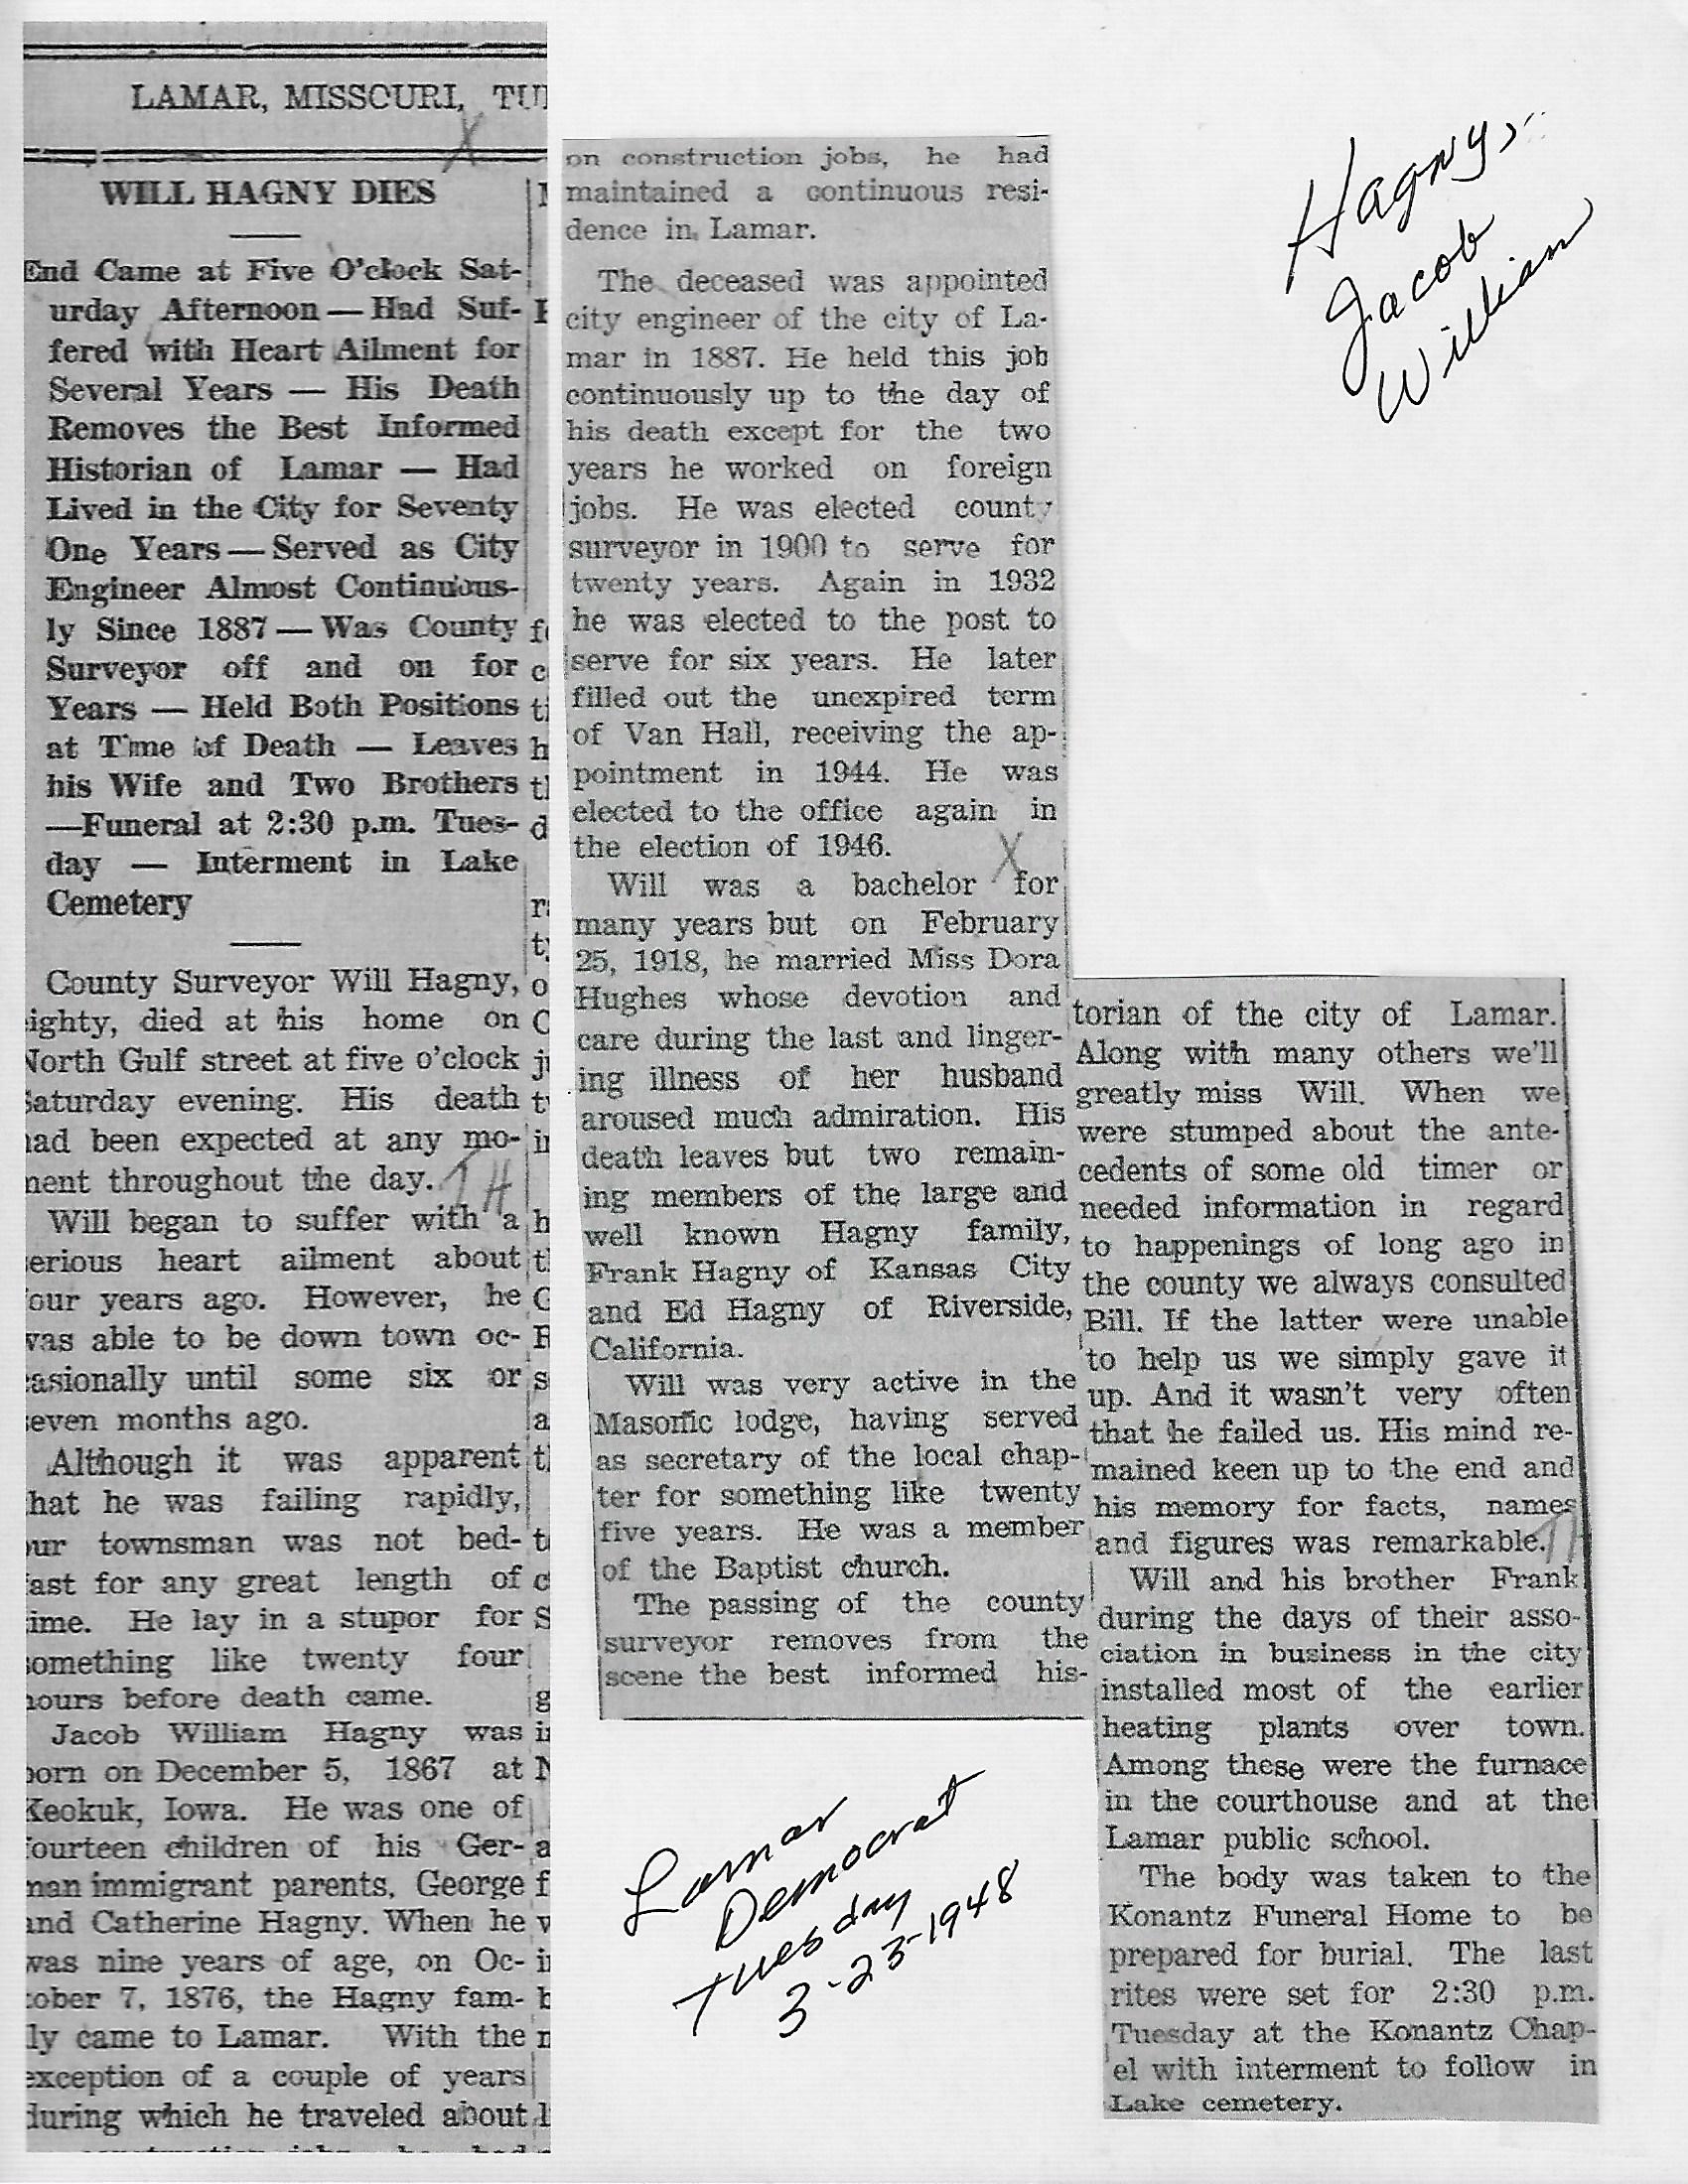 LAMAR, MISSOURI, TU
WILL HAGNY DIES
End Came at Five O'clock Sat-
urday Afternoon — Had Suf-
fered with Heart Ailment for
Several Years — His Death
Removes the Best Informed
Historian of Lamar — Had
Lived in the City for Seventy
One Years — Served as City
Engineer Almost Continuous-
ly Since 1887 — Was County
Surveyor off and on for
Years — Held Both Positions
at Time of Death — Leaves
his Wife and Two Brothers
—Funeral at 2:30 p.m. Tues-
day — Interment in Lake
Cemetery
County Surveyor Will Hagny,
ighty, died at his home on
North Gulf street at five o'clock
Saturday evening. His death
had been expected at any mo-
ment throughout the day.
TH
Will began to suffer with a
erious heart ailment about
our years ago. However, he
was able to be down town oc-
casionally until some six or
seven months ago.
Although it was apparent
hat he was failing rapidly,
our townsman was not bed-
fast for any great length of
ime. He lay in a stupor for
something like twenty four
hours before death came.
Jacob William Hagny was
born on December 5, 1867 at
Keokuk, Iowa. He was one of
fourteen children of his Ger-
man immigrant parents, George
and Catherine Hagny. When he
was nine years of age, on Oc-
tober 7, 1876, the Hagny fam-
ly came to Lamar. With the
exception of a couple of years
during which he traveled about
on construction jobs, he had
maintained a continuous resi-
dence in Lamar.
The deceased was appointed
city engineer of the city of La-
mar in 1887. He held this job
continuously up to the day of
his death except for the two
years he worked on foreign
jobs. He was elected county
surveyor in 1900 to serve for
twenty years. Again in 1932
he was elected to the post to
serve for six years. He later
filled out the unexpired term
of Van Hall, receiving the ap-
pointment in 1944. He was
elected to the office again in
the election of 1946.
X
Will was a bachelor for
many years but on February
25, 1918, he married Miss Dora
Hughes whose devotion and
care during the last and linger-
ing illness of her husband
aroused much admiration. His
death leaves but two remain-
ing members of the large and
well known Hagny family,
Frank Hagny of Kansas City
and Ed Hagny of Riverside,
California.
Will was very active in the
Masonic lodge, having served
as secretary of the local chap-
ter for something like twenty
five years. He was a member
of the Baptist church.
The passing of the county
surveyor removes from the
scene the best informed his-
torian of the city of Lamar.
Along with many others we'll
greatly miss Will. When we
were stumped about the ante-
cedents of some old timer or
needed information in regard
to happenings of long ago in
the county we always consulted
Bill. If the latter were unable
to help us we simply gave it
up. And it wasn't very often
that he failed us. His mind re-
mained keen up to the end and
his memory for facts, names
and figures was remarkable.
TH
Will and his brother Frank
during the days of their asso-
ciation in business in the city
installed most of the earlier
heating plants over town.
Among these were the furnace
in the courthouse and at the
Lamar public school.
The body was taken to the
Konantz Funeral Home to be
prepared for burial. The last
rites were set for 2:30 p.m.
Tuesday at the Konantz Chap-
el with interment to follow in
Lake cemetery.
Hagny,
Jacob
William
Lamar
Democrat
Tuesday
3-23-1948